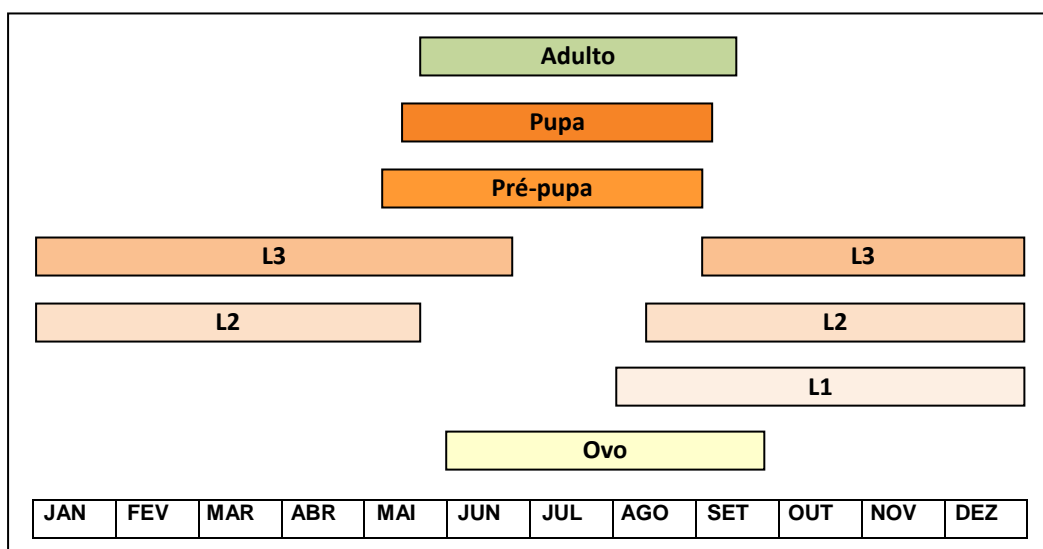 Adulto
Pupa
Pré-pupa
L3 L3
L2 L2
L1
Ovo
JAN FEV MAR ABR MAI JUN JUL AGO SET OUT NOV DEZ